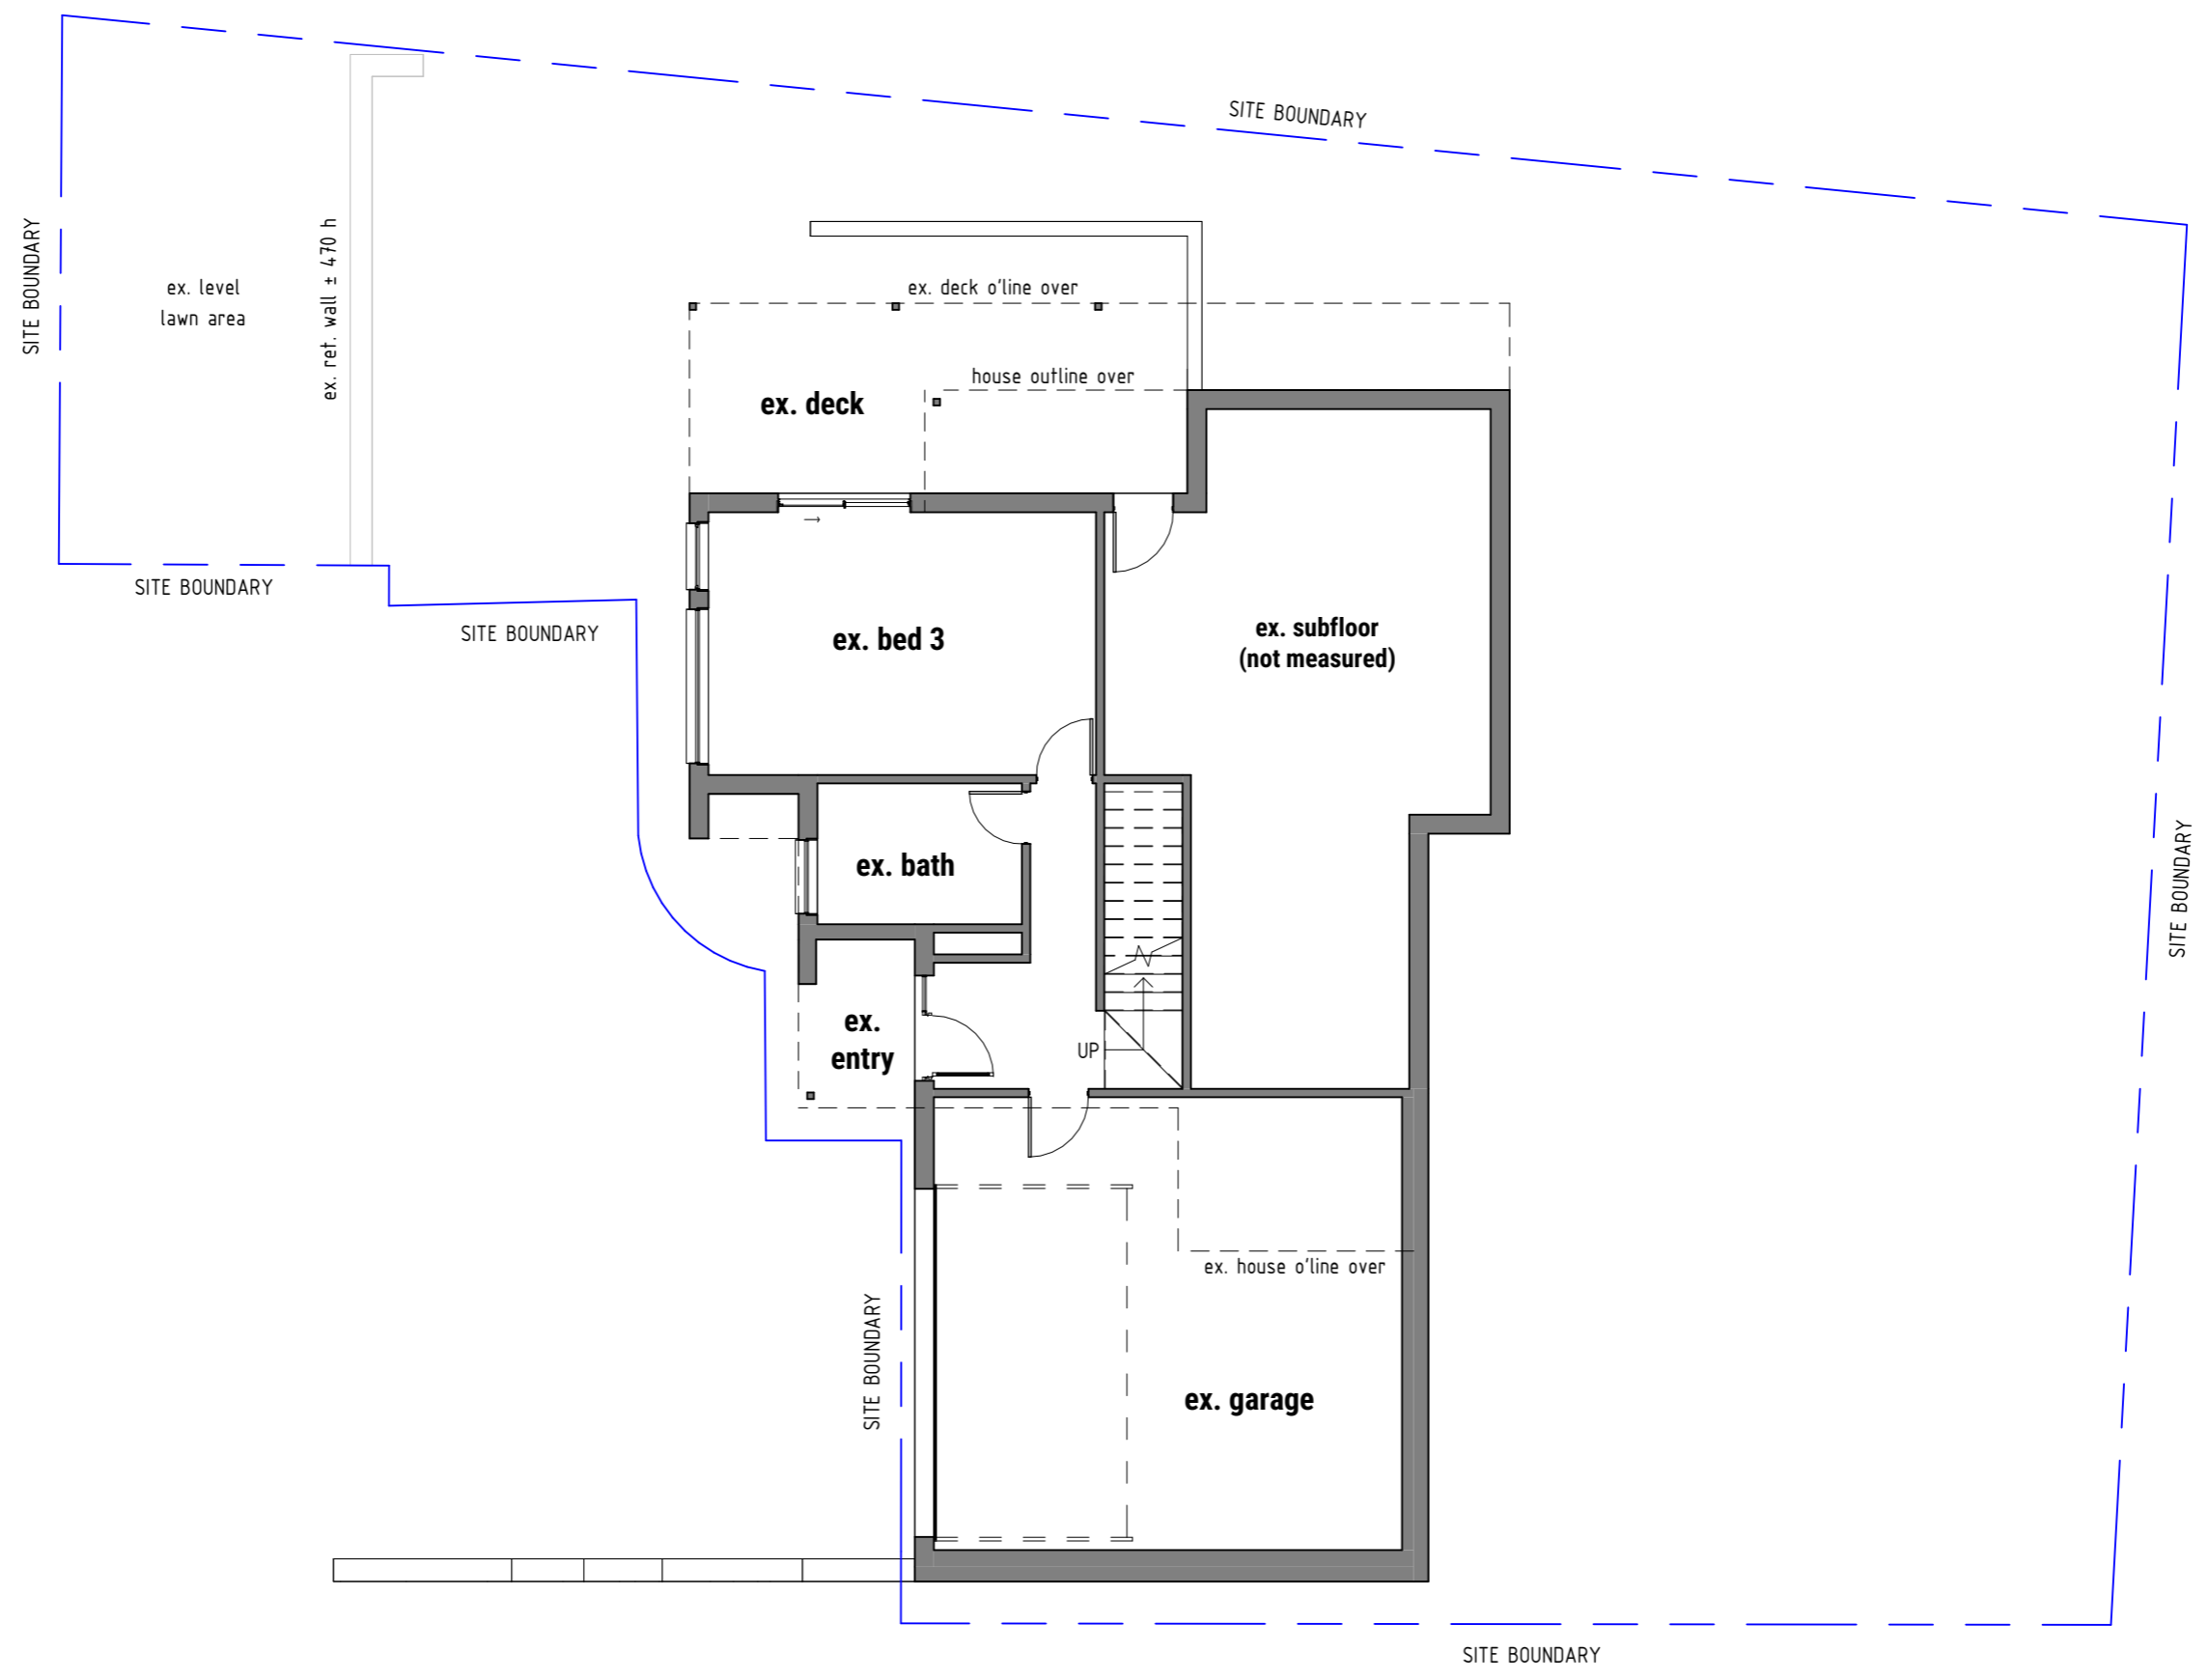 SITE BOUNDARY
SITE BOUNDARY
ex. level
lawn area
ex. ret. wall ± 470 h
ex. deck o'line over
house outline over
ex. deck
SITE BOUNDARY
SITE BOUNDARY
ex. bed 3
ex. subfloor
(not measured)
ex. bath
SITE BOUNDARY
ex.
entry
UP
ex. house o'line over
SITE BOUNDARY
ex. garage
SITE BOUNDARY